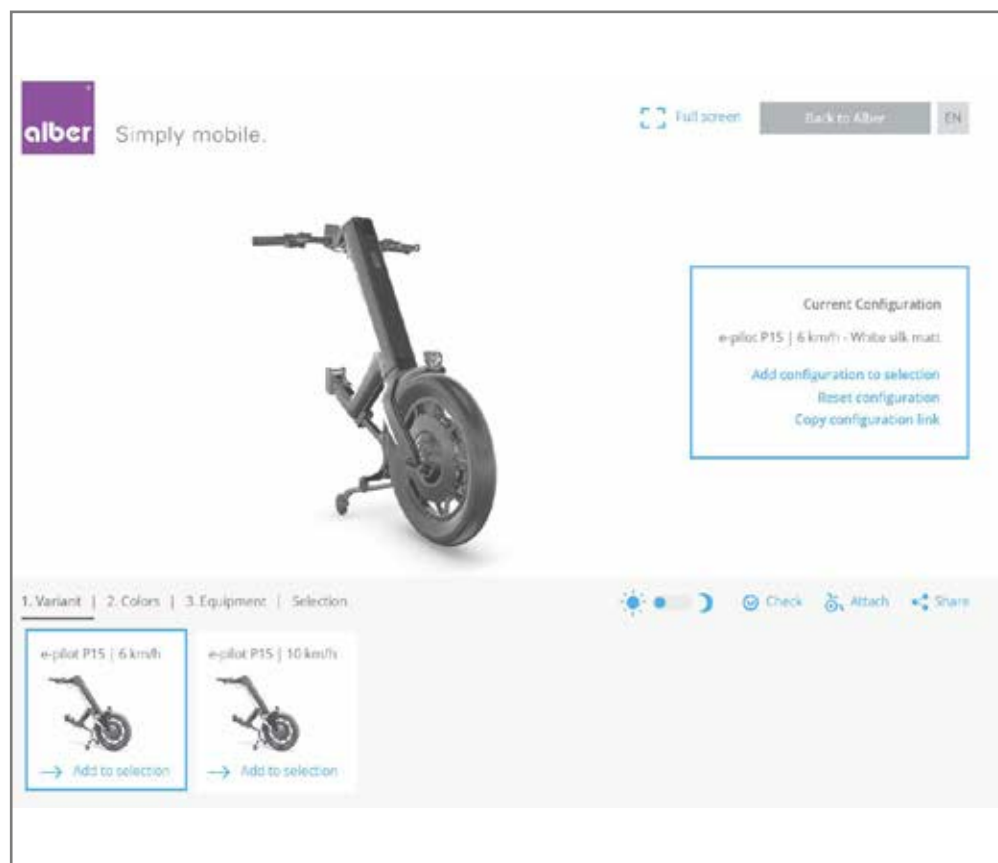 alber
Simply mobile.
Full screen
Back to Alber
EN
Current Configuration
e-pilot P15 | 6 km/h - White silk matt
Add configuration to selection
Reset configuration
Copy configuration link
1. Variant | 2. Colors | 3. Equipment | Selection
Check
Attach
Share
e-pilot P15 | 6 km/h
e-pilot P15 | 10 km/h
→ Add to selection
→ Add to selection